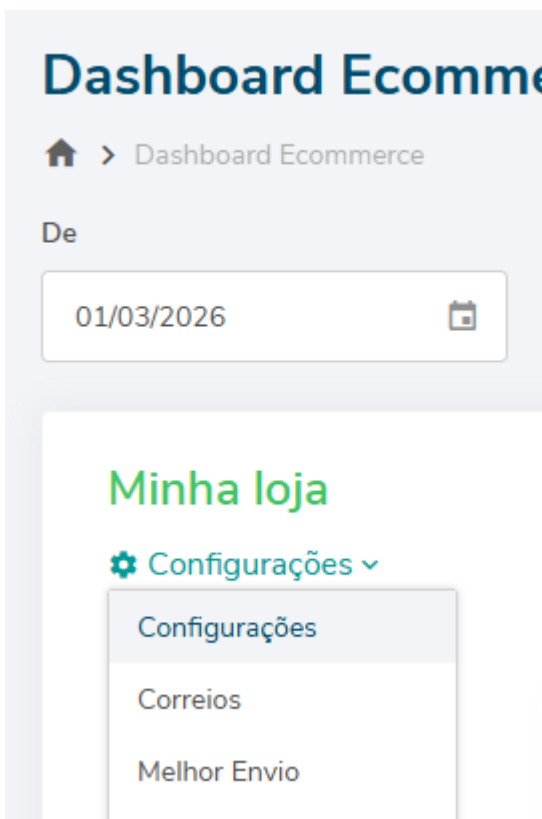 Dashboard Ecomme
Dashboard Ecommerce
De
01/03/2026
Minha loja
Configurações
Configurações
Correios
Melhor Envio